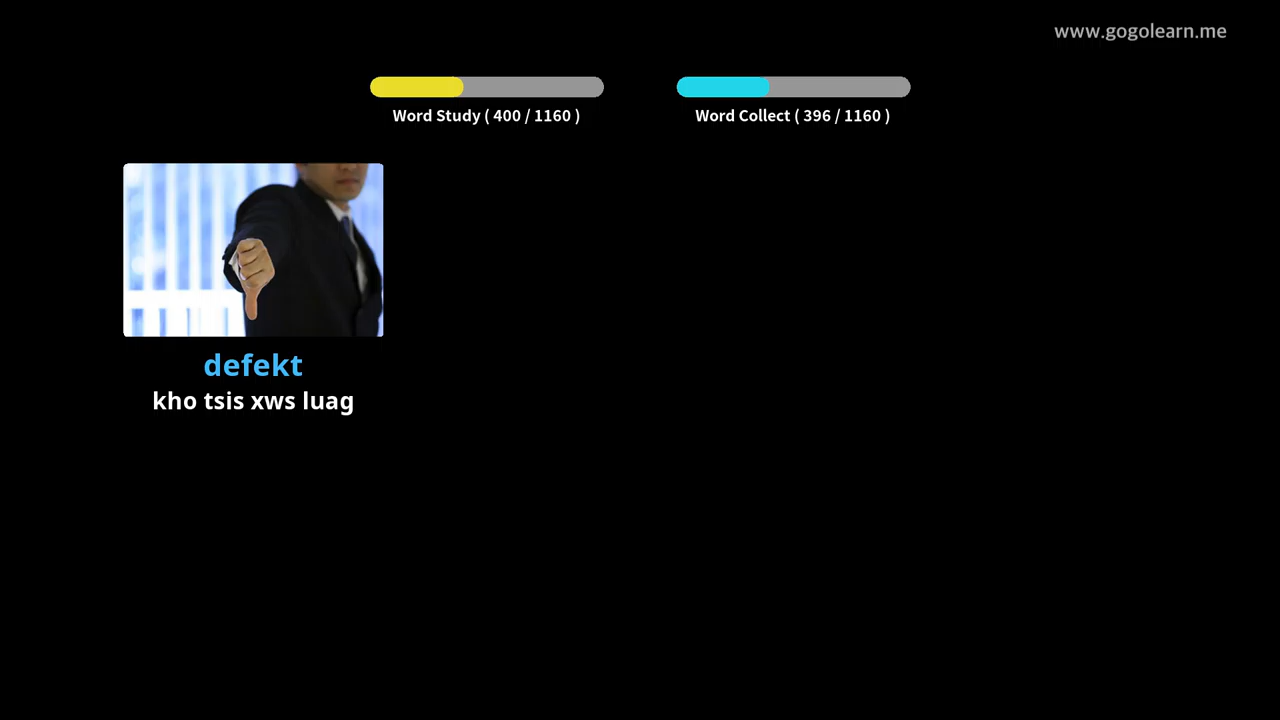 www.gogolearn.me
Word Study ( 400 / 1160 )
Word Collect ( 396 / 1160 )
defekt
kho tsis xws luag